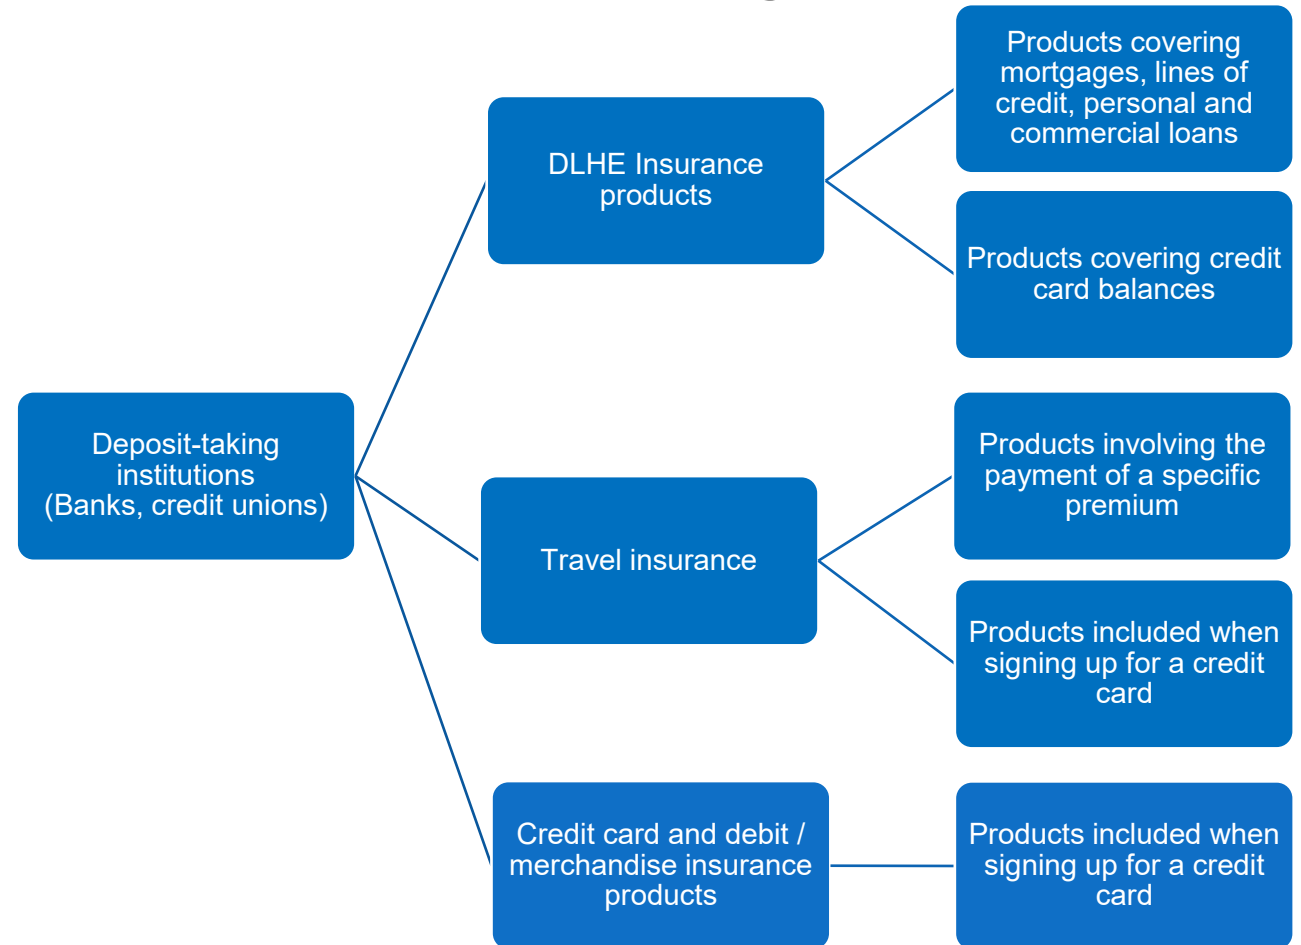 Products covering
mortgages, lines of
credit, personal and
commercial loans
DLHE Insurance
products
Products covering credit
card balances
Deposit-taking
institutions
(Banks, credit unions)
Products involving the
payment of a specific
premium
Travel insurance
Products included when
signing up for a credit
card
Credit card and debit /
merchandise insurance
products
Products included when
signing up for a credit
card